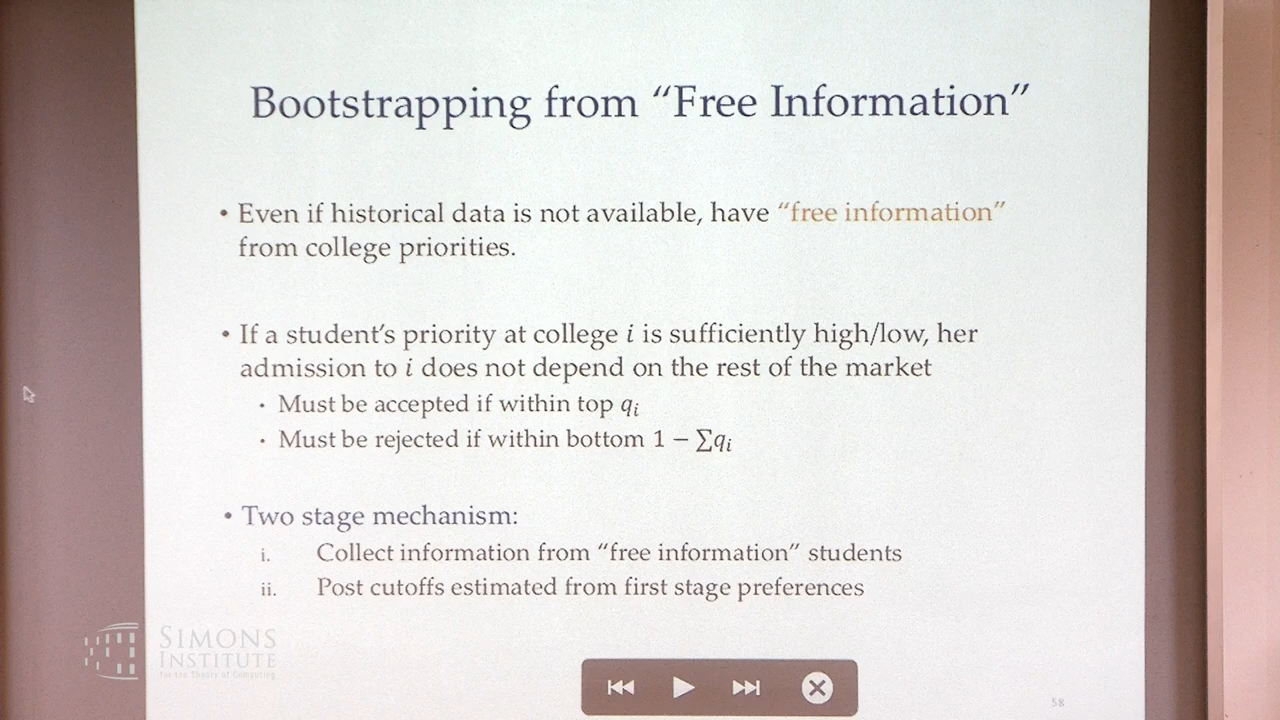 Bootstrapping from “Free Information”
• Even if historical data is not available, have “free information”
from college priorities.
• If a student’s priority at college i is sufficiently high/low, her
admission to i does not depend on the rest of the market
• Must be accepted if within top qᵢ
• Must be rejected if within bottom 1 − ∑qᵢ
• Two stage mechanism:
i. Collect information from “free information” students
ii. Post cutoffs estimated from first stage preferences
SIMONS
INSTITUTE
for the Theory of Computing
58